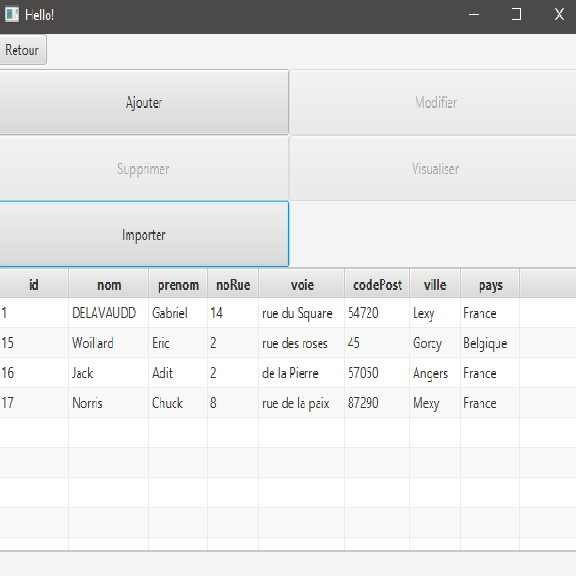 Hello!
Retour
Ajouter Modifier
Supprimer Visualiser
Importer
id nom prenom noRue voie codePost ville pays
1 DELAVAUDD Gabriel 14 rue du Square 54720 Lexy France
15 Woillard Eric 2 rue des roses 45 Gorcy Belgique
16 Jack Adit 2 de la Pierre 57050 Angers France
17 Norris Chuck 8 rue de la paix 87290 Mexy France